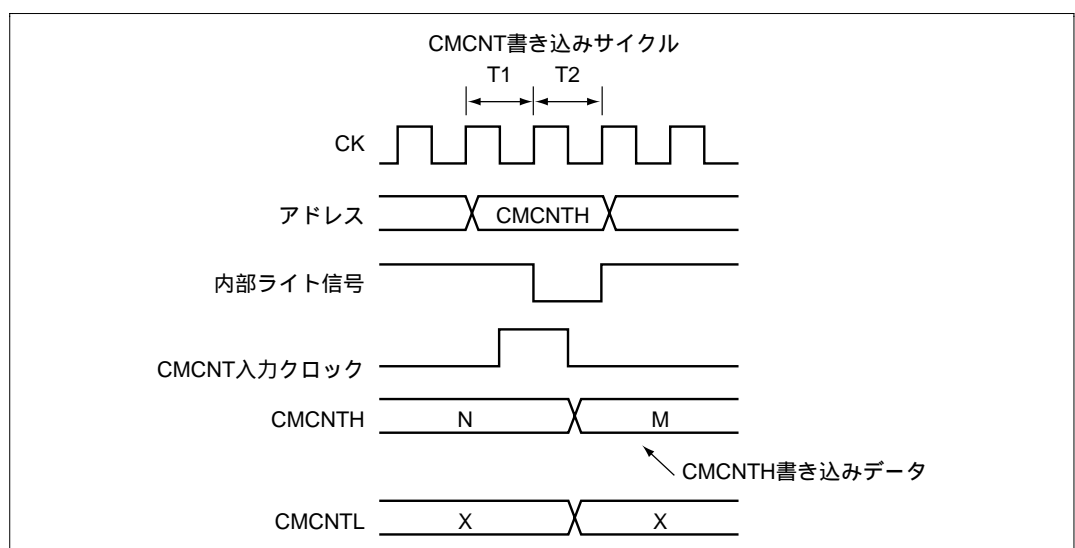 CMCNT書き込みサイクル
T1 T2
CK
アドレス CMCNTH
内部ライト信号
CMCNT入力クロック
CMCNTH N M
CMCNTH書き込みデータ
CMCNTL X X